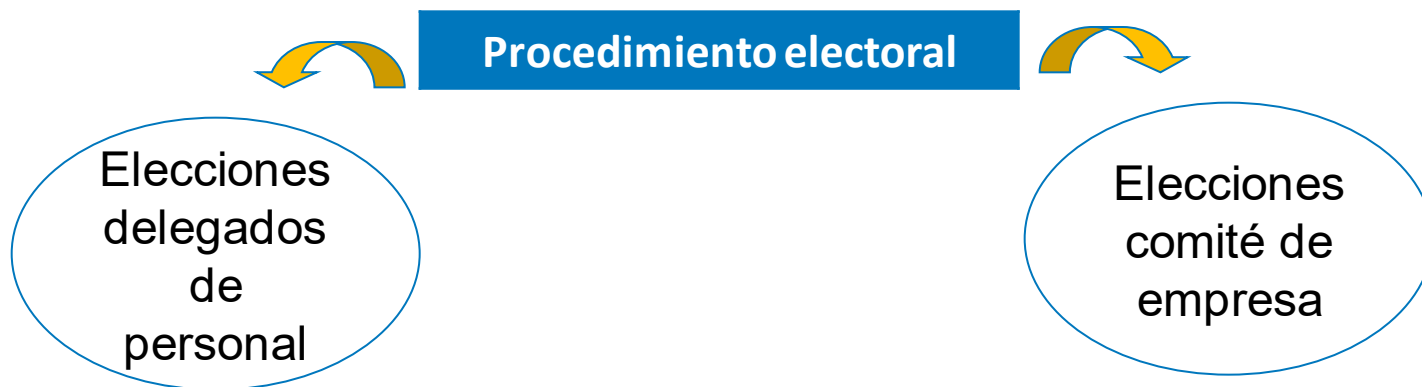 Procedimiento electoral
Elecciones
delegados
de
personal
Elecciones
comité de
empresa